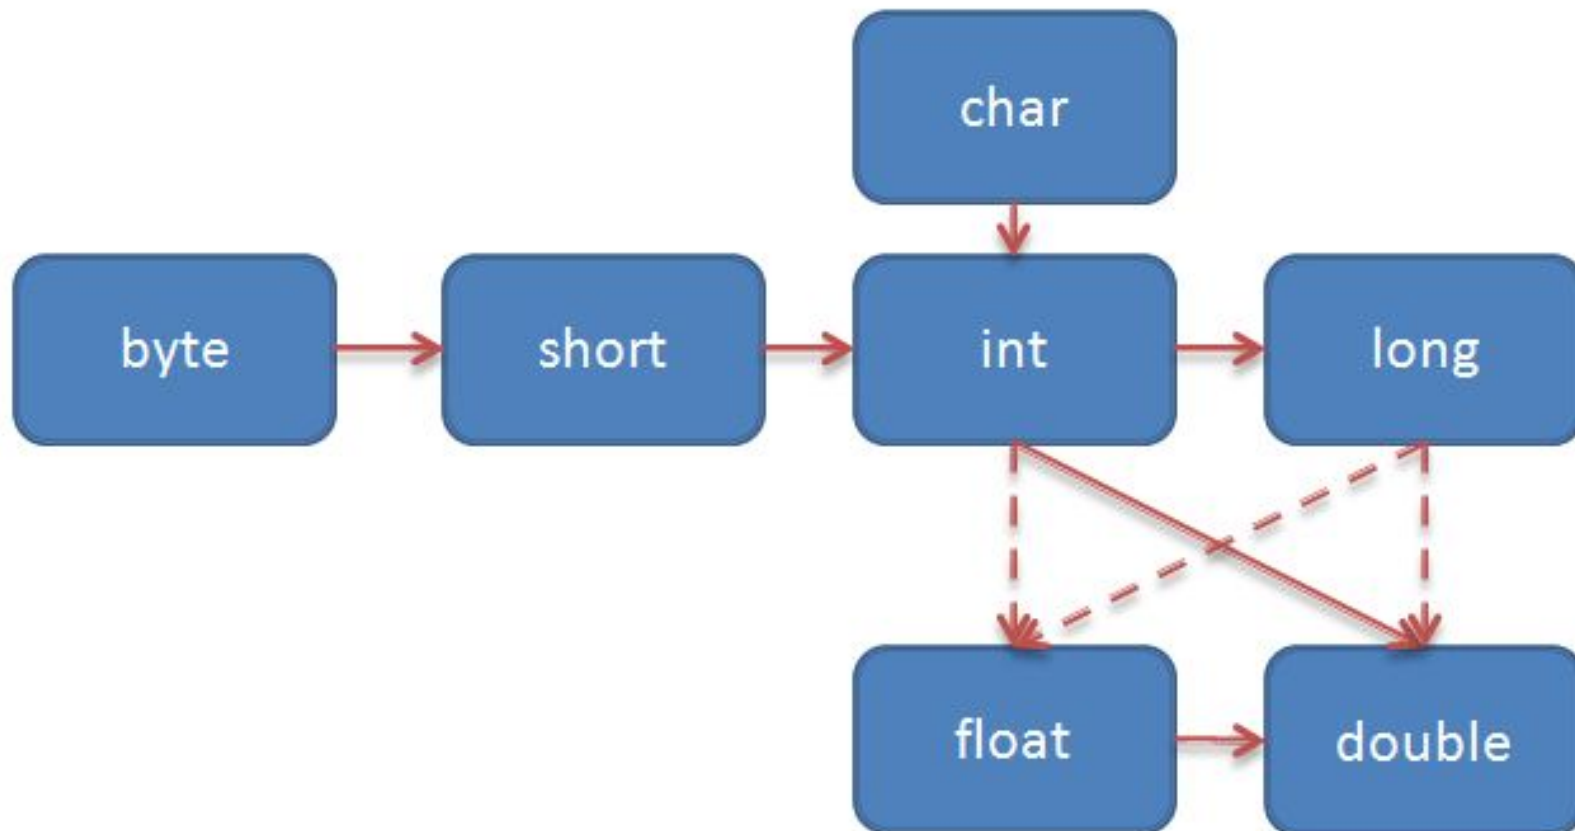 char
byte
short
int
long
float
double